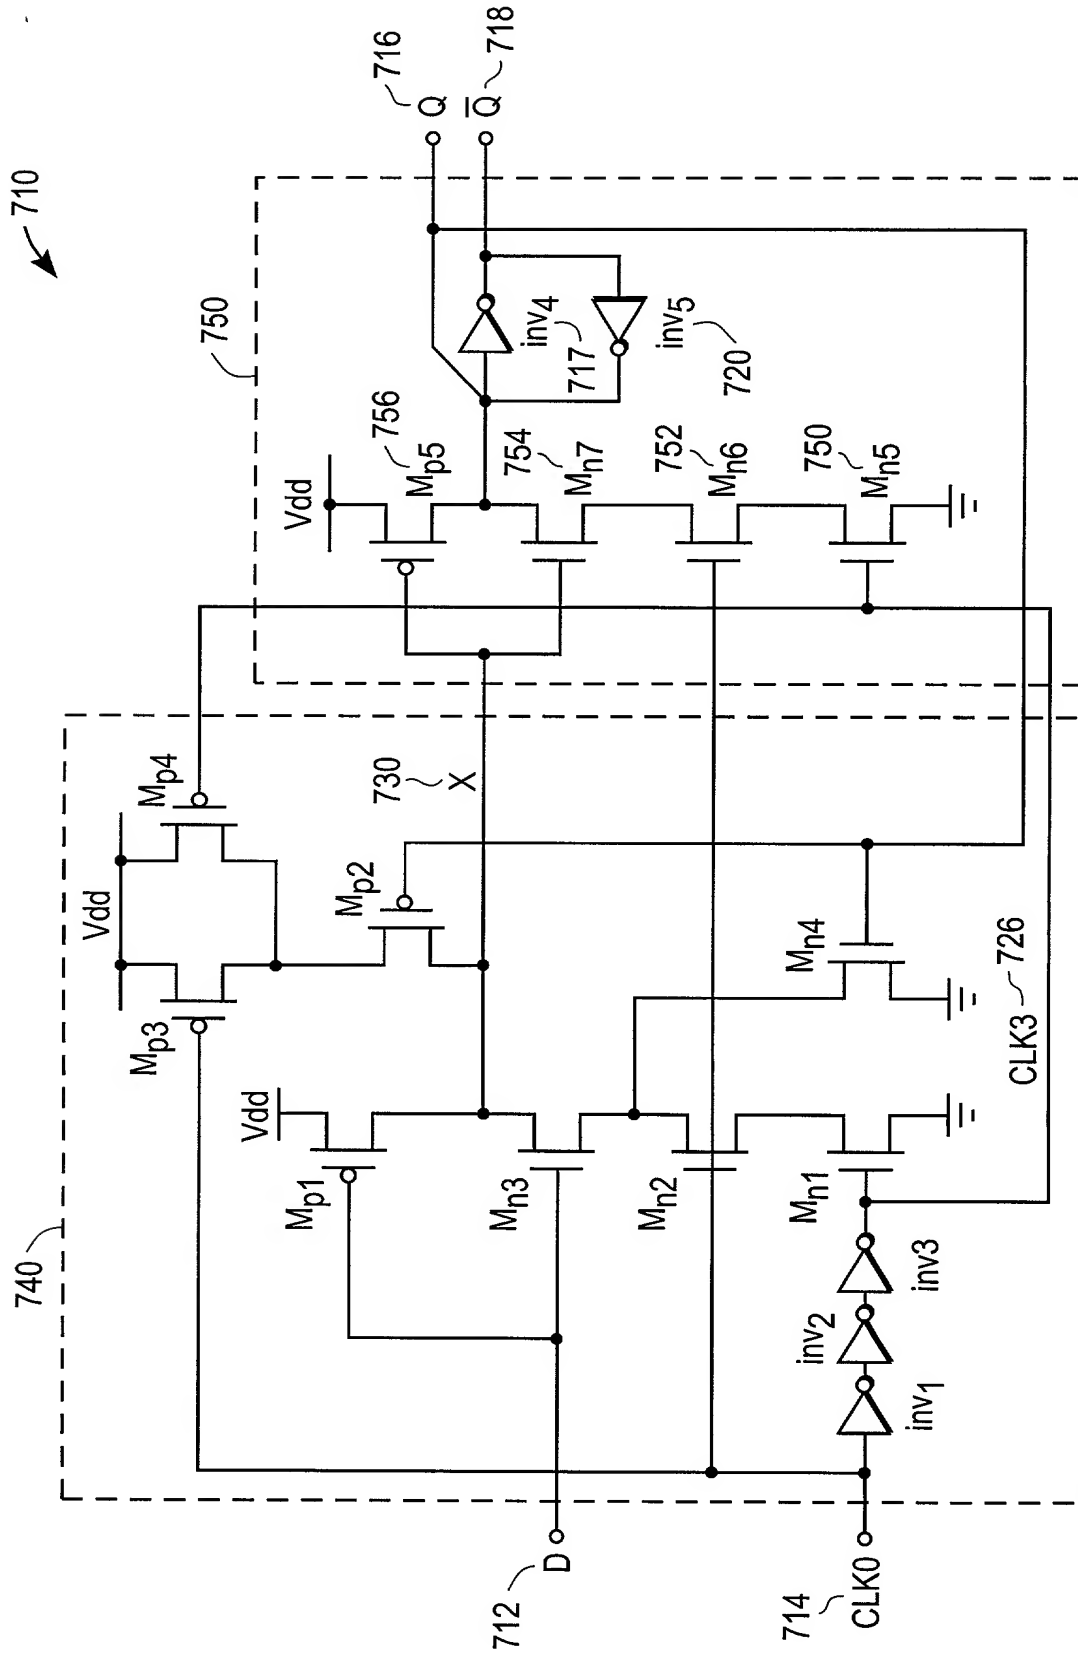 710
750
716
Q
Q̅
718
756
Vdd
Mp5
754
Mn7
752
Mn6
750
Mn5
inv4
717
inv5
720
740
Vdd
Mp4
Mp3
Mp2
730
X
Vdd
Mp1
Mn3
Mn2
Mn1
Mn4
CLK3
726
inv1
inv2
inv3
712
D
714
CLK0